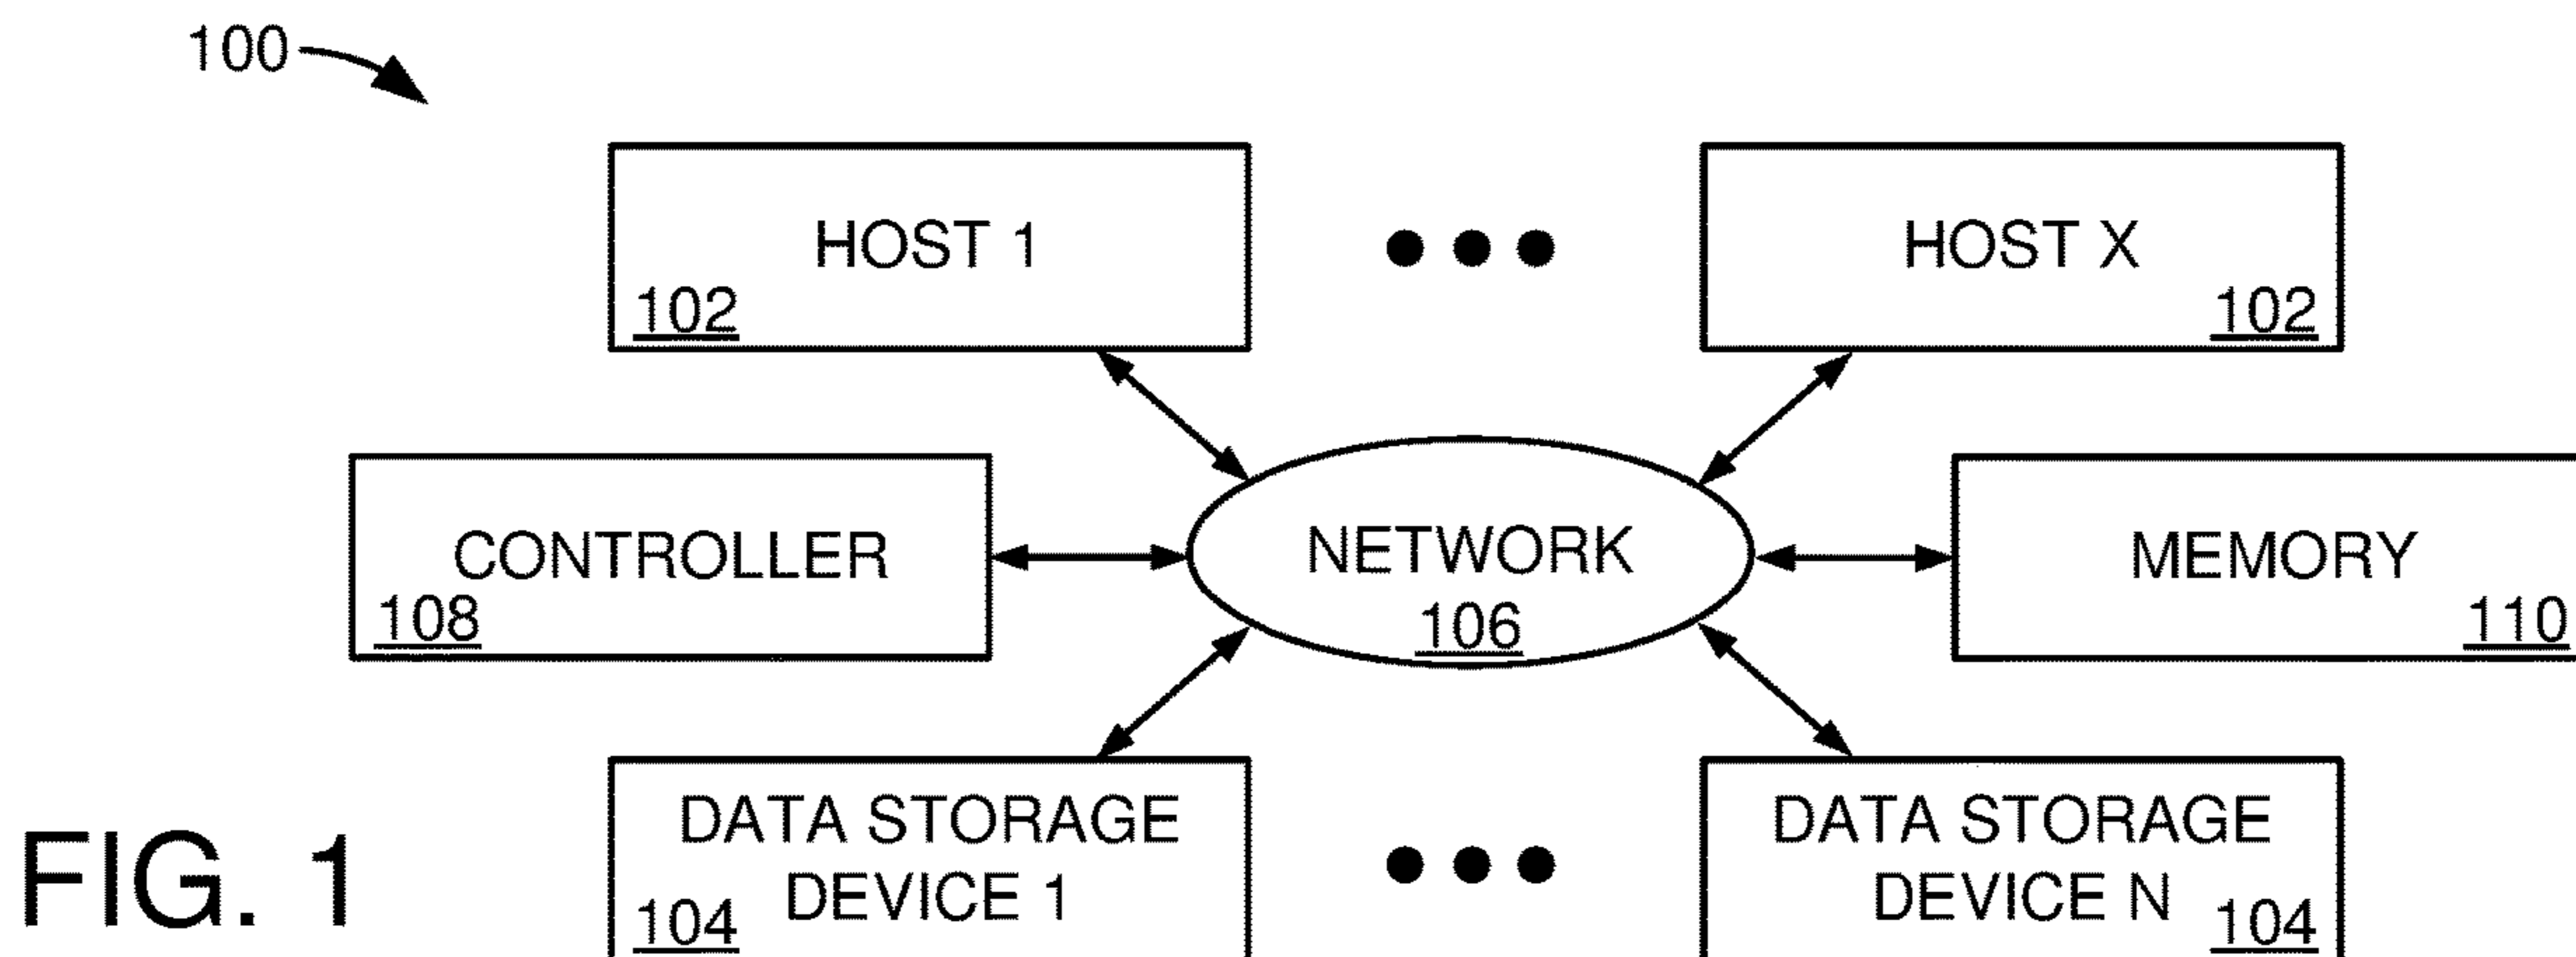 100
HOST 1
102
HOST X
102
CONTROLLER
108
NETWORK
106
MEMORY
110
DATA STORAGE
DEVICE 1
104
DATA STORAGE
DEVICE N
104
FIG. 1